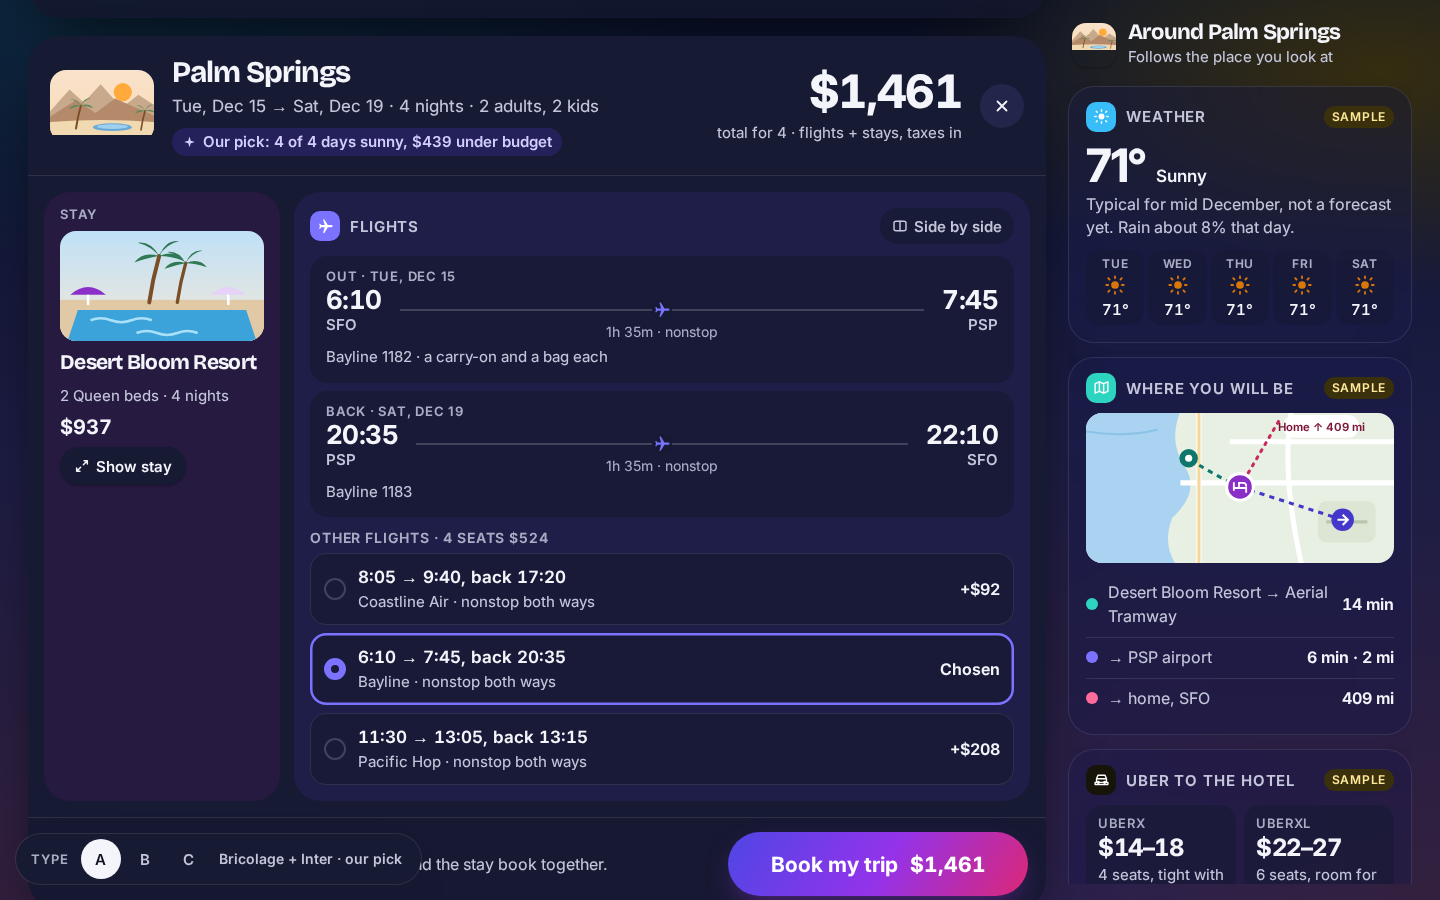 Palm Springs
Tue, Dec 15 → Sat, Dec 19 · 4 nights · 2 adults, 2 kids
Our pick: 4 of 4 days sunny, $439 under budget
$1,461
total for 4 · flights + stays, taxes in
STAY
Desert Bloom Resort
2 Queen beds · 4 nights
$937
Show stay
FLIGHTS
Side by side
OUT · TUE, DEC 15
6:10
7:45
SFO
1h 35m · nonstop
PSP
Bayline 1182 · a carry-on and a bag each
BACK · SAT, DEC 19
20:35
22:10
PSP
1h 35m · nonstop
SFO
Bayline 1183
OTHER FLIGHTS · 4 SEATS $524
8:05 → 9:40, back 17:20
Coastline Air · nonstop both ways
+$92
6:10 → 7:45, back 20:35
Bayline · nonstop both ways
Chosen
11:30 → 13:05, back 13:15
Pacific Hop · nonstop both ways
+$208
TYPE A B C Bricolage + Inter · our pick
the stay book together.
Book my trip $1,461
Around Palm Springs
Follows the place you look at
WEATHER
SAMPLE
71° Sunny
Typical for mid December, not a forecast
yet. Rain about 8% that day.
TUE WED THU FRI SAT
71° 71° 71° 71° 71°
WHERE YOU WILL BE
SAMPLE
Home ↑ 409 mi
Desert Bloom Resort → Aerial
Tramway
14 min
→ PSP airport
6 min · 2 mi
→ home, SFO
409 mi
UBER TO THE HOTEL
SAMPLE
UBERX
$14–18
4 seats, tight with
UBERXL
$22–27
6 seats, room for